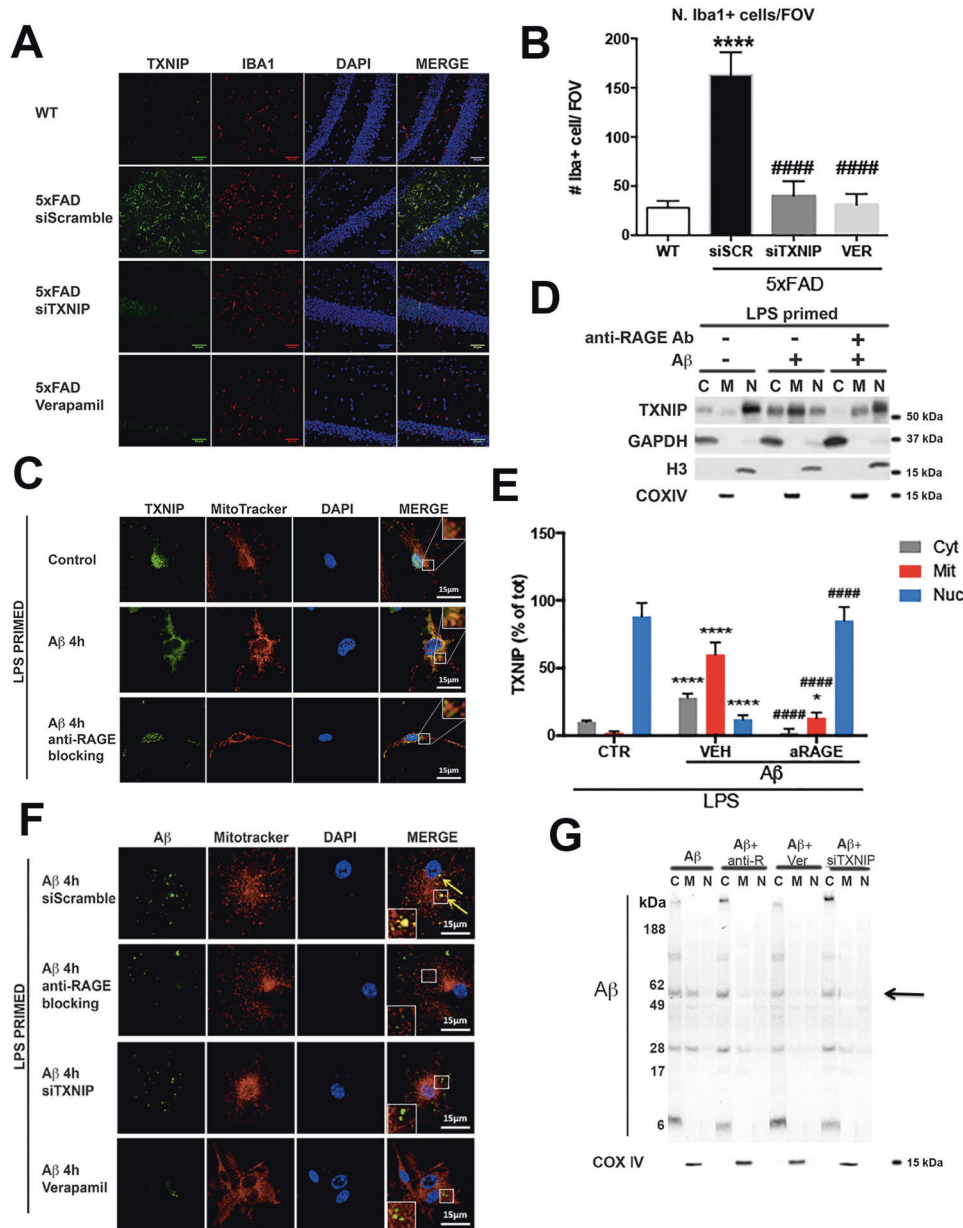 A
TXNIP IBA1 DAPI MERGE
WT
5xFAD
siScramble
5xFAD
siTXNIP
5xFAD
Verapamil
B
N. Iba1+ cells/FOV
# Iba+ cell/ FOV
200
150
100
50
0
****
####
####
WT siSCR siTXNIP VER
5xFAD
C
TXNIP MitoTracker DAPI MERGE
LPS PRIMED
Control
15µm
Aβ 4h
15µm
Aβ 4h
anti-RAGE
blocking
15µm
D
LPS primed
anti-RAGE Ab - - +
Aβ - + +
C M N C M N C M N
TXNIP 50 kDa
GAPDH 37 kDa
H3 15 kDa
COXIV 15 kDa
E
TXNIP (% of tot)
150
100
50
0
Cyt
Mit
Nuc
****
****
****
####
####
*
####
CTR VEH aRAGE
Aβ
LPS
F
Aβ Mitotracker DAPI MERGE
LPS PRIMED
Aβ 4h
siScramble
15µm
Aβ 4h
anti-RAGE
blocking
15µm
Aβ 4h
siTXNIP
15µm
Aβ 4h
Verapamil
15µm
G
Aβ Aβ+ anti-R Aβ+ Ver Aβ+ siTXNIP
C M N C M N C M N C M N
kDa
188
62
49
28
17
6
Aβ
COX IV 15 kDa